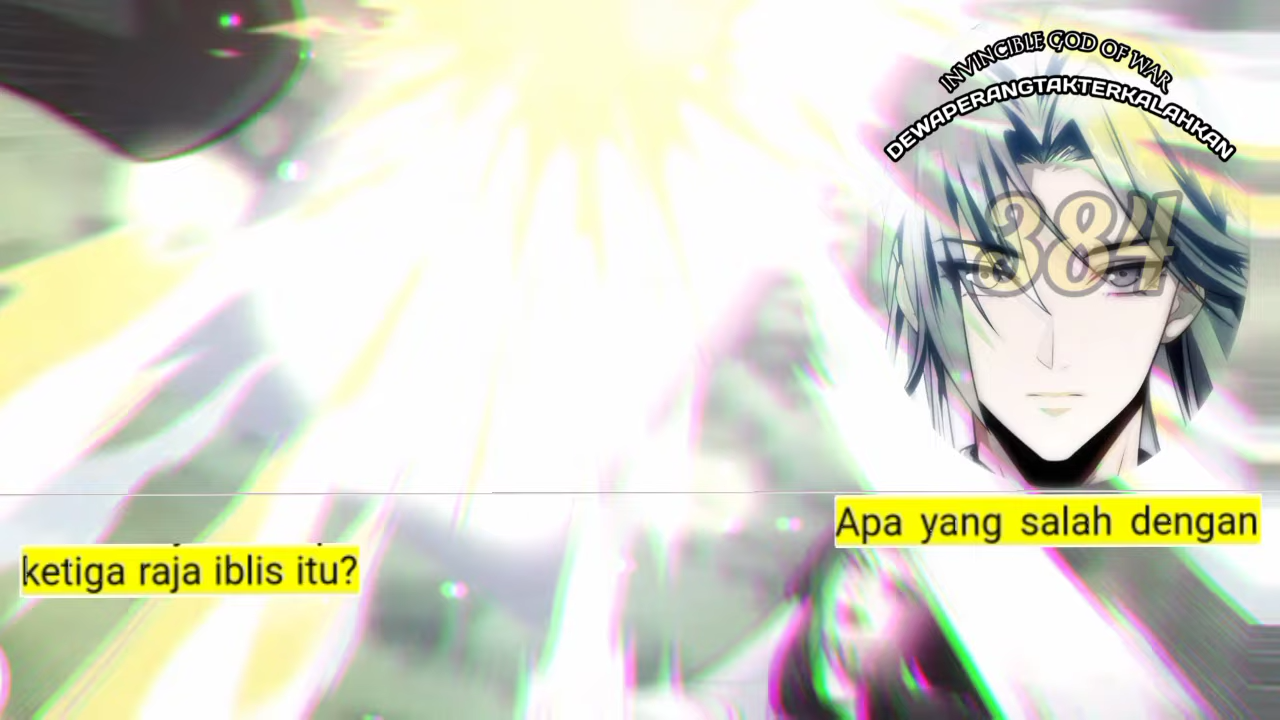 INVINCIBLE GOD OF WAR
DEWAPERANGTAKTERKALAHKAN
384
Apa yang salah dengan
ketiga raja iblis itu?